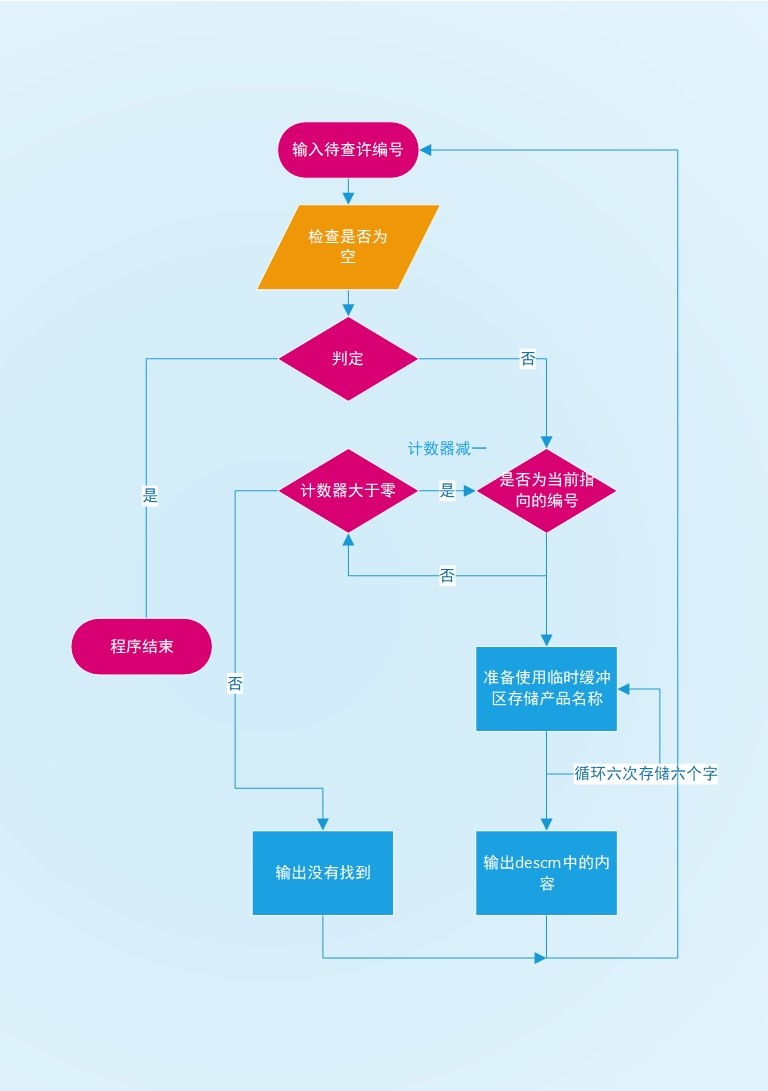 输入待查许编号
检查是否为
空
判定
否
计数器减一
计数器大于零
是
是否为当前指
向的编号
是
否
程序结束
准备使用临时缓冲
区存储产品名称
否
循环六次存储六个字
输出没有找到
输出descrn中的内
容